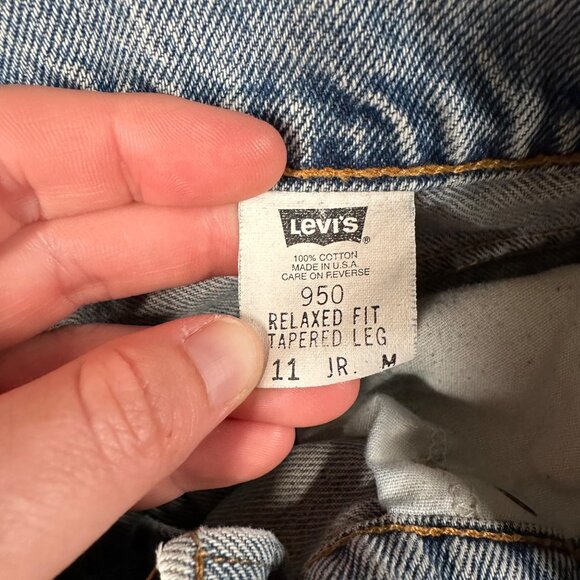 LEVI'S ®
100% COTTON
MADE IN U.S.A.
CARE ON REVERSE
950
RELAXED FIT
TAPERED LEG
11 JR. M